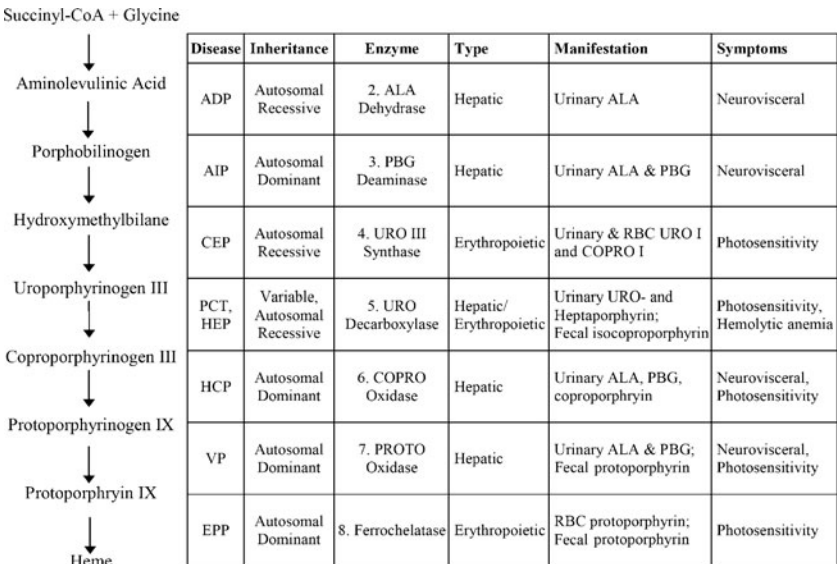 Succinyl-CoA + Glycine
Aminolevulinic Acid
Porphobilinogen
Hydroxymethylbilane
Uroporphyrinogen III
Coproporphyrinogen III
Protoporphyrinogen IX
Protoporphryin IX
Heme
Disease Inheritance Enzyme Type Manifestation Symptoms
ADP Autosomal Recessive 2. ALA Dehydrase Hepatic Urinary ALA Neurovisceral
AIP Autosomal Dominant 3. PBG Deaminase Hepatic Urinary ALA & PBG Neurovisceral
CEP Autosomal Recessive 4. URO III Synthase Erythropoietic Urinary & RBC URO I and COPRO I Photosensitivity
PCT, HEP Variable, Autosomal Recessive 5. URO Decarboxylase Hepatic/ Erythropoietic Urinary URO- and Heptaporphyrin; Fecal isocoproporphyrin Photosensitivity, Hemolytic anemia
HCP Autosomal Dominant 6. COPRO Oxidase Hepatic Urinary ALA, PBG, coproporphryin Neurovisceral, Photosensitivity
VP Autosomal Dominant 7. PROTO Oxidase Hepatic Urinary ALA & PBG; Fecal protoporphyrin Neurovisceral, Photosensitivity
EPP Autosomal Dominant 8. Ferrochelatase Erythropoietic RBC protoporphyrin; Fecal protoporphyrin Photosensitivity